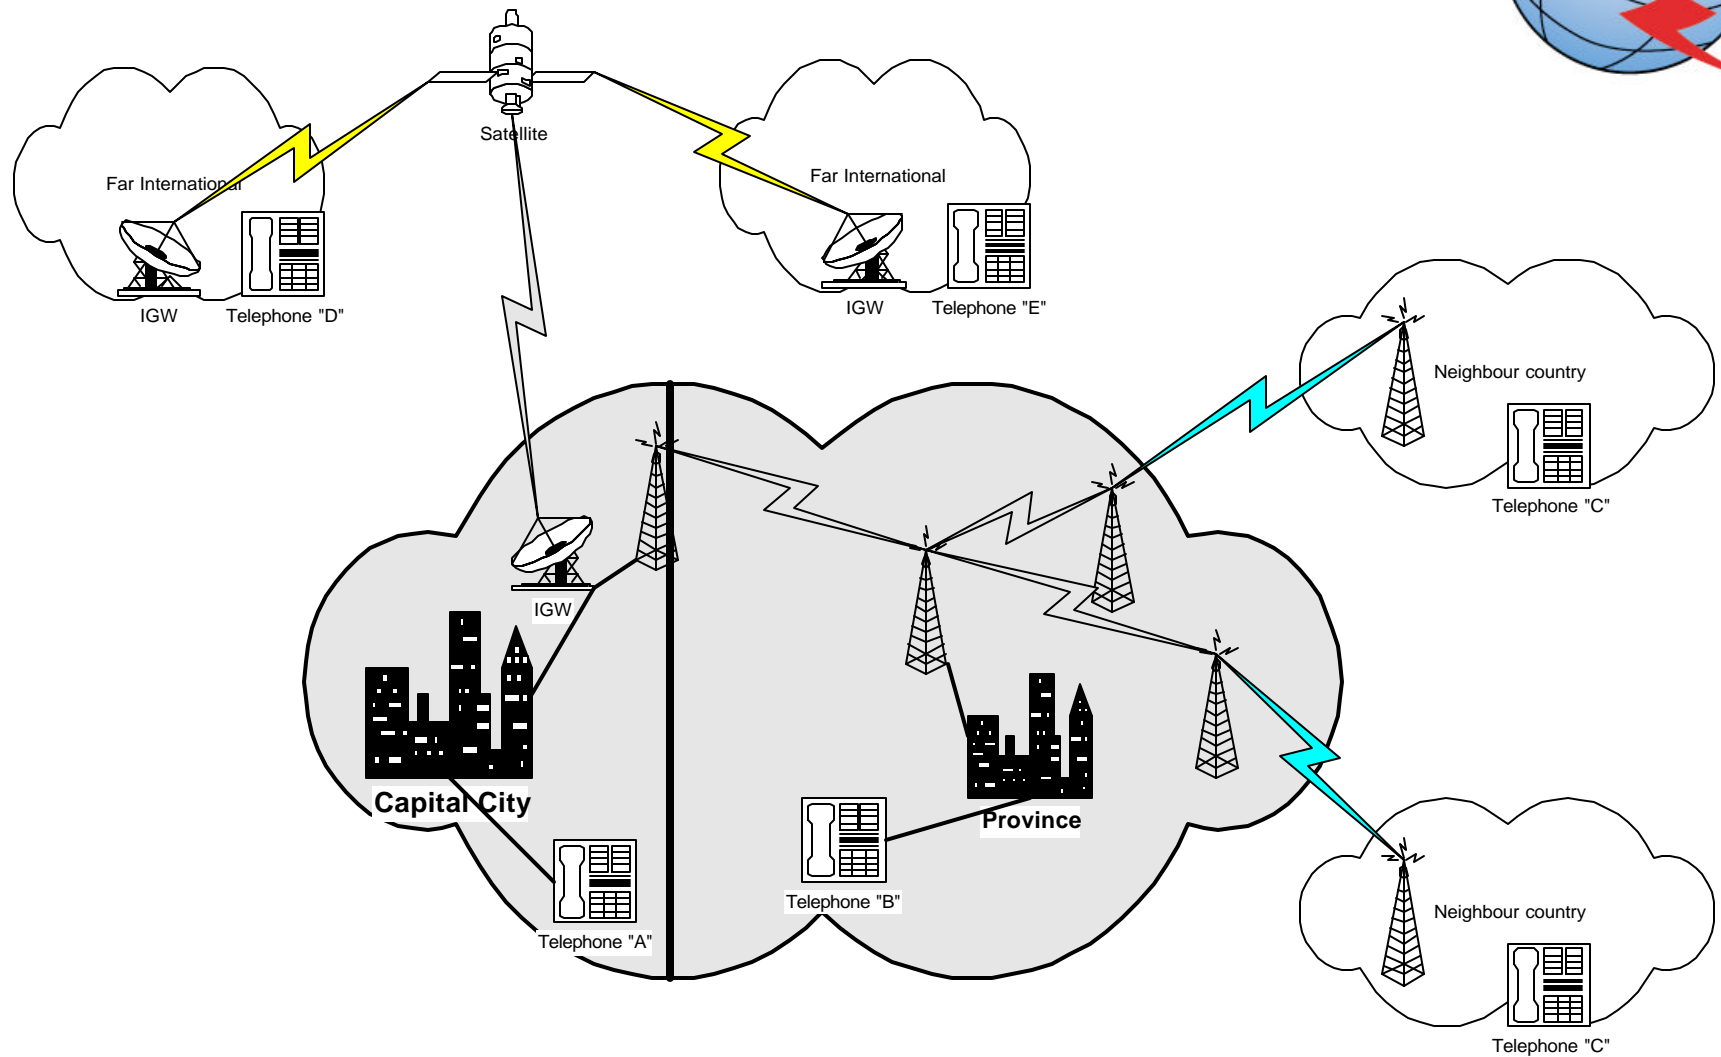 Satellite
Far International
Far International
IGW
Telephone "D"
IGW
Telephone "E"
Neighbour country
Telephone "C"
IGW
Capital City
Province
Telephone "B"
Telephone "A"
Neighbour country
Telephone "C"